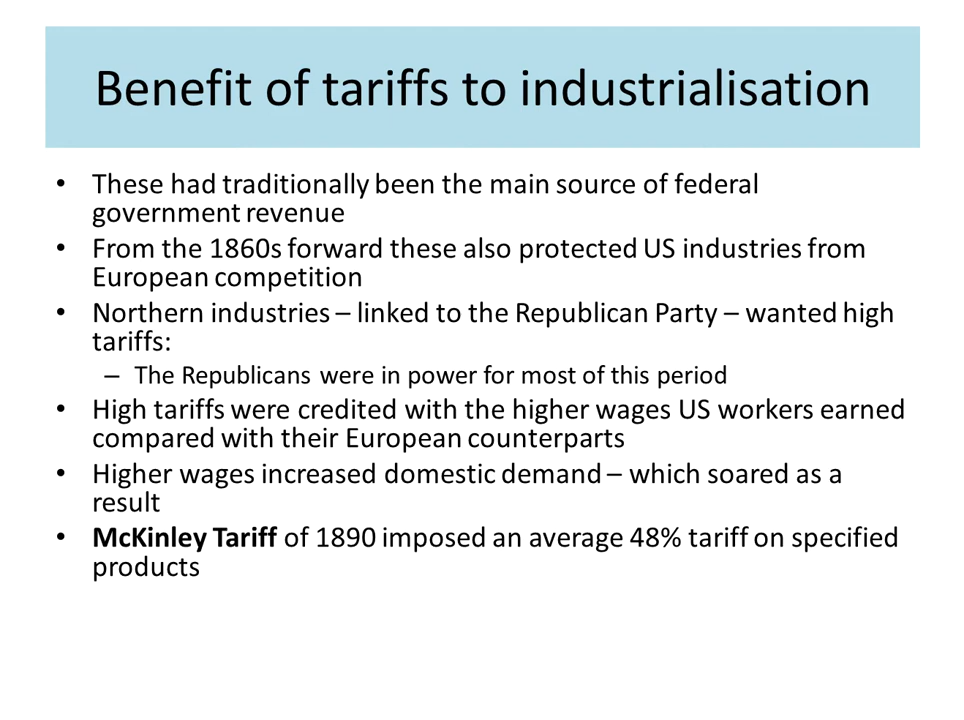 Benefit of tariffs to industrialisation
• These had traditionally been the main source of federal
government revenue
• From the 1860s forward these also protected US industries from
European competition
• Northern industries – linked to the Republican Party – wanted high
tariffs:
– The Republicans were in power for most of this period
• High tariffs were credited with the higher wages US workers earned
compared with their European counterparts
• Higher wages increased domestic demand – which soared as a
result
• McKinley Tariff of 1890 imposed an average 48% tariff on specified
products